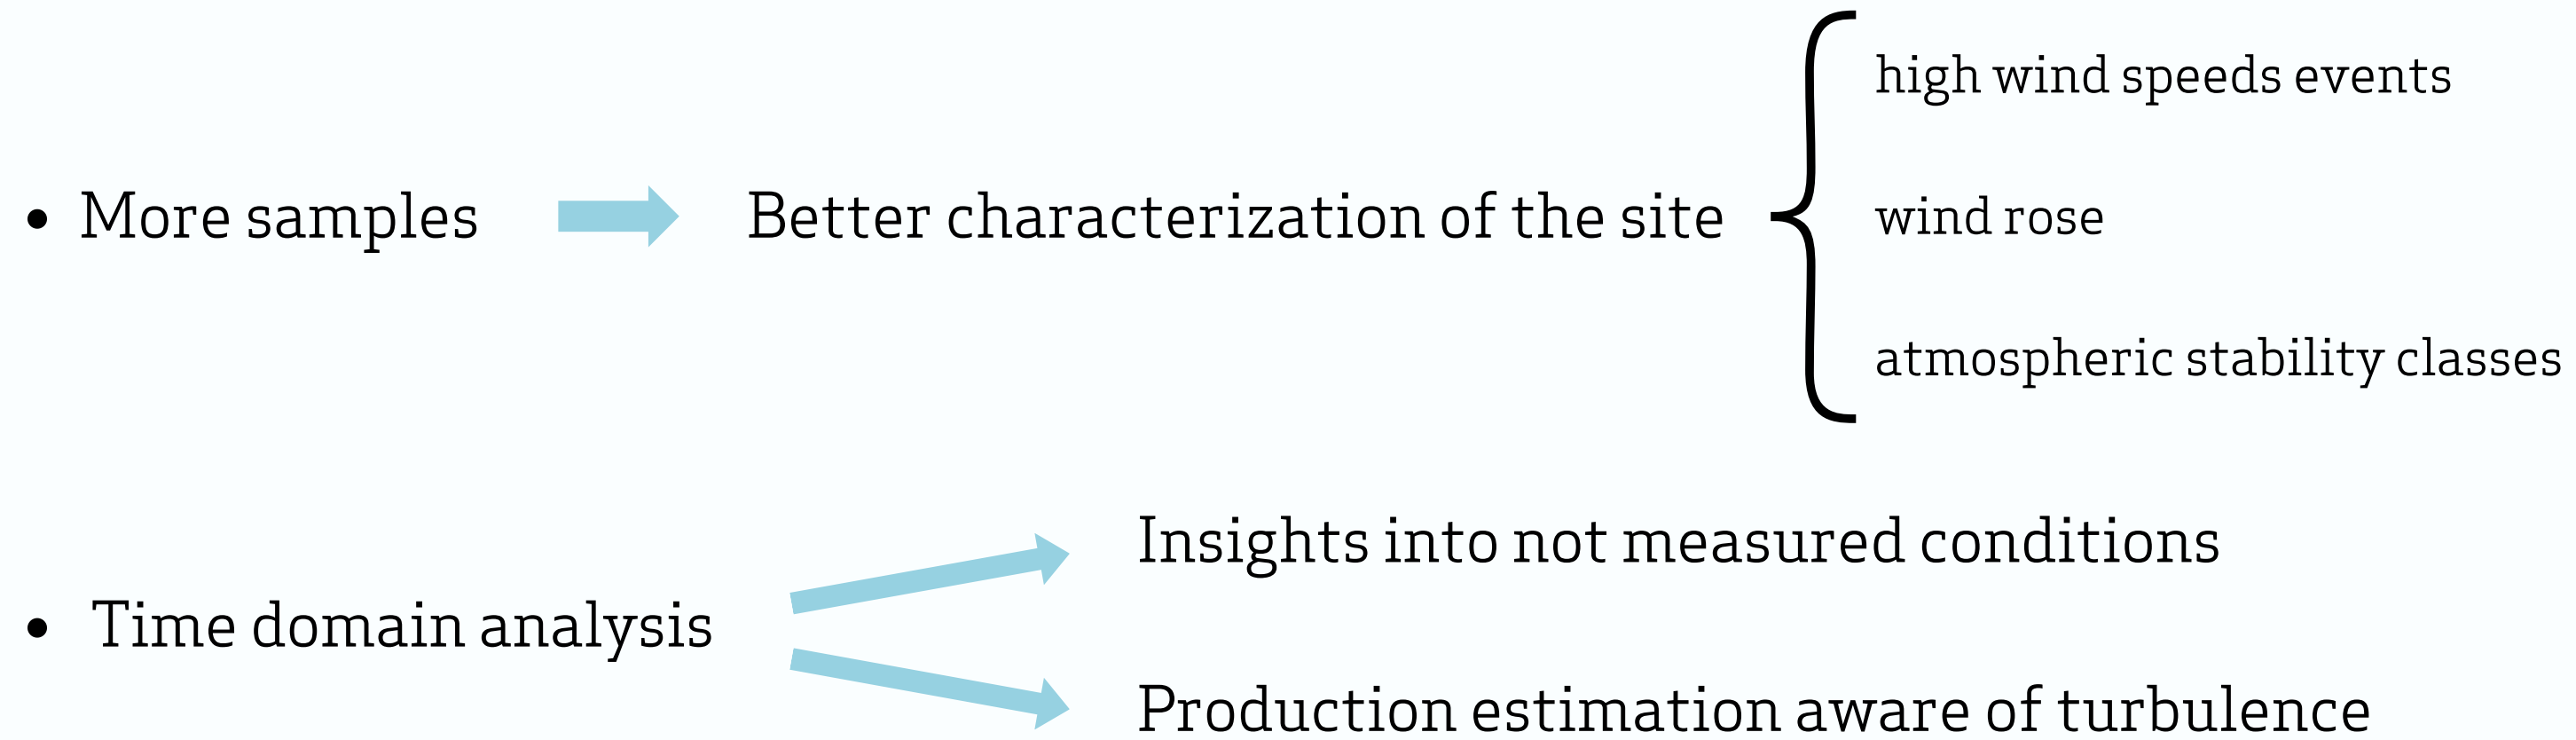 • More samples
Better characterization of the site
high wind speeds events
wind rose
atmospheric stability classes
• Time domain analysis
Insights into not measured conditions
Production estimation aware of turbulence